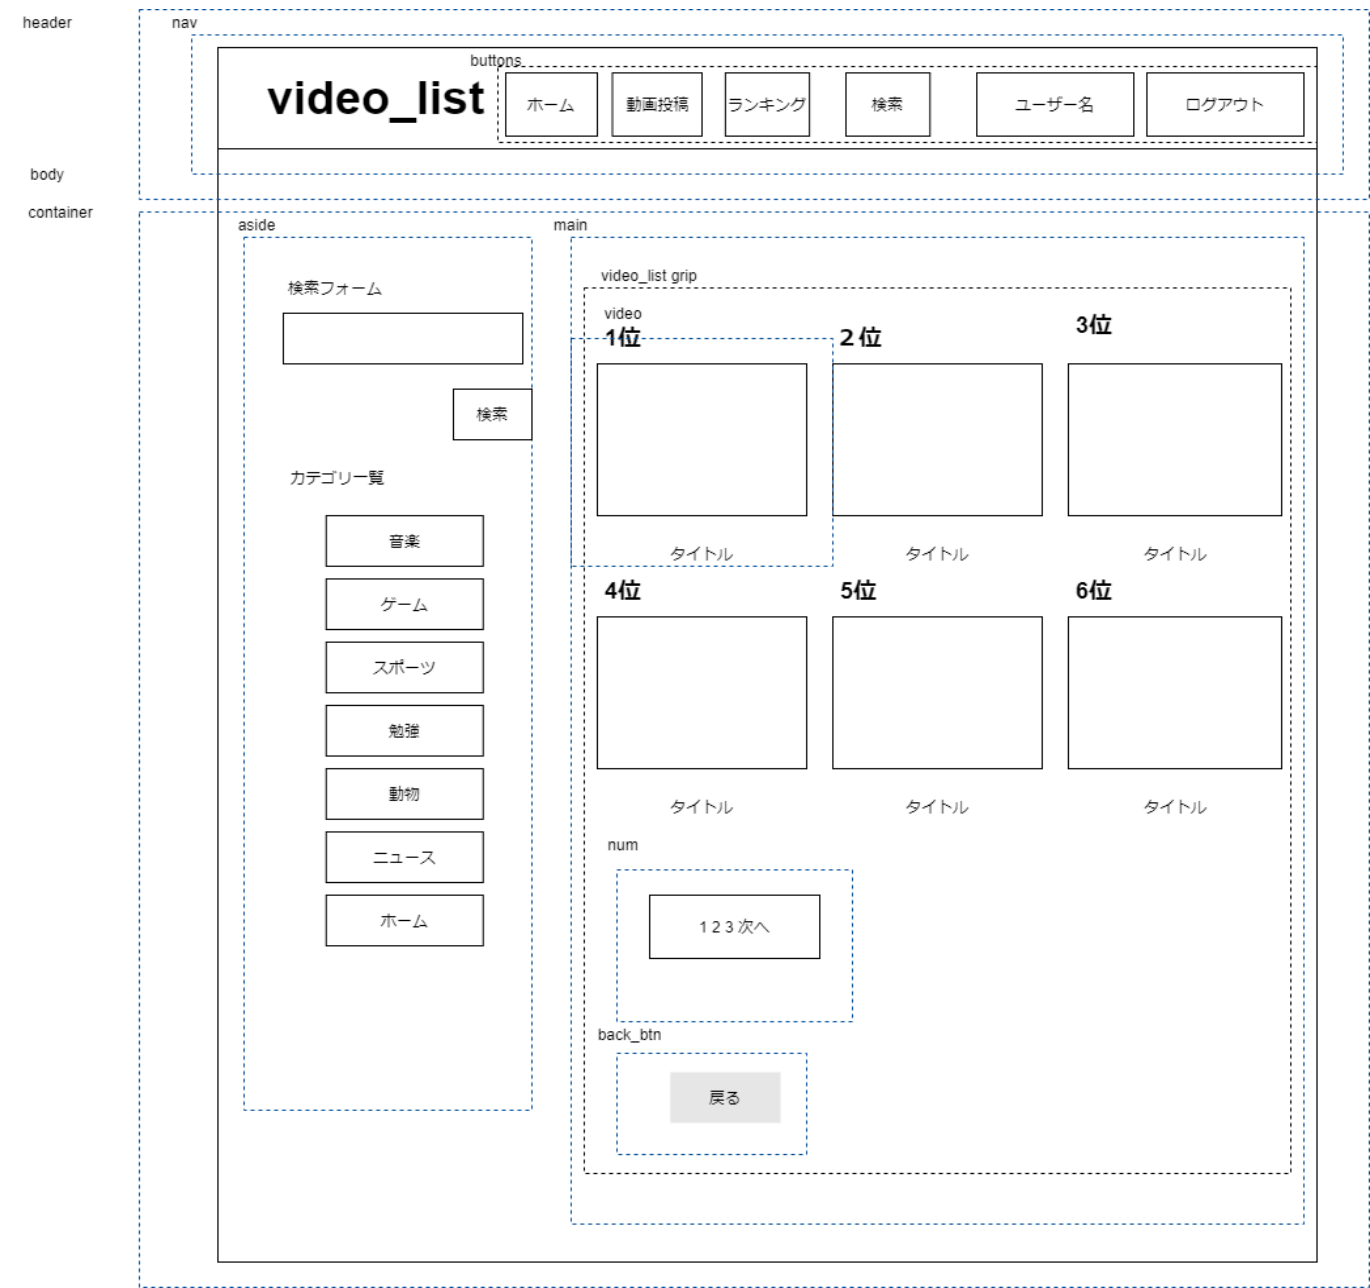 header
nav
buttons
video_list
ホーム
動画投稿
ランキング
検索
ユーザー名
ログアウト
body
container
aside
main
検索フォーム
検索
カテゴリー覧
音楽
ゲーム
スポーツ
勉強
動物
ニュース
ホーム
video_list grip
video
1位
２位
3位
タイトル
タイトル
タイトル
4位
5位
6位
タイトル
タイトル
タイトル
num
1 2 3 次へ
back_btn
戻る